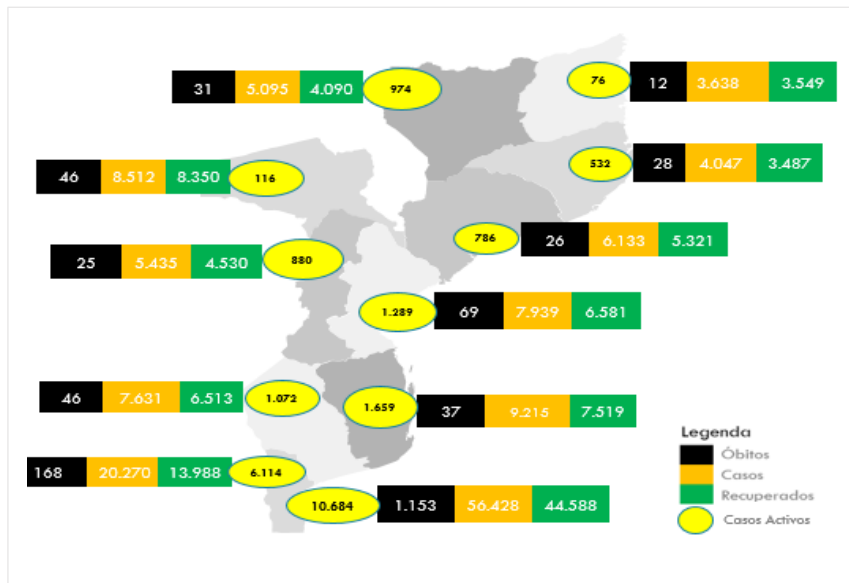 31 5.095 4.090 974
76 12 3.638 3.549
46 8.512 8.350 116
532 28 4.047 3.487
25 5.435 4.530 880
786 26 6.133 5.321
1.289 69 7.939 6.581
46 7.631 6.513 1.072
1.659 37 9.215 7.519
168 20.270 13.988 6.114
10.684 1.153 56.428 44.588
Legenda
Óbitos
Casos
Recuperados
Casos Activos